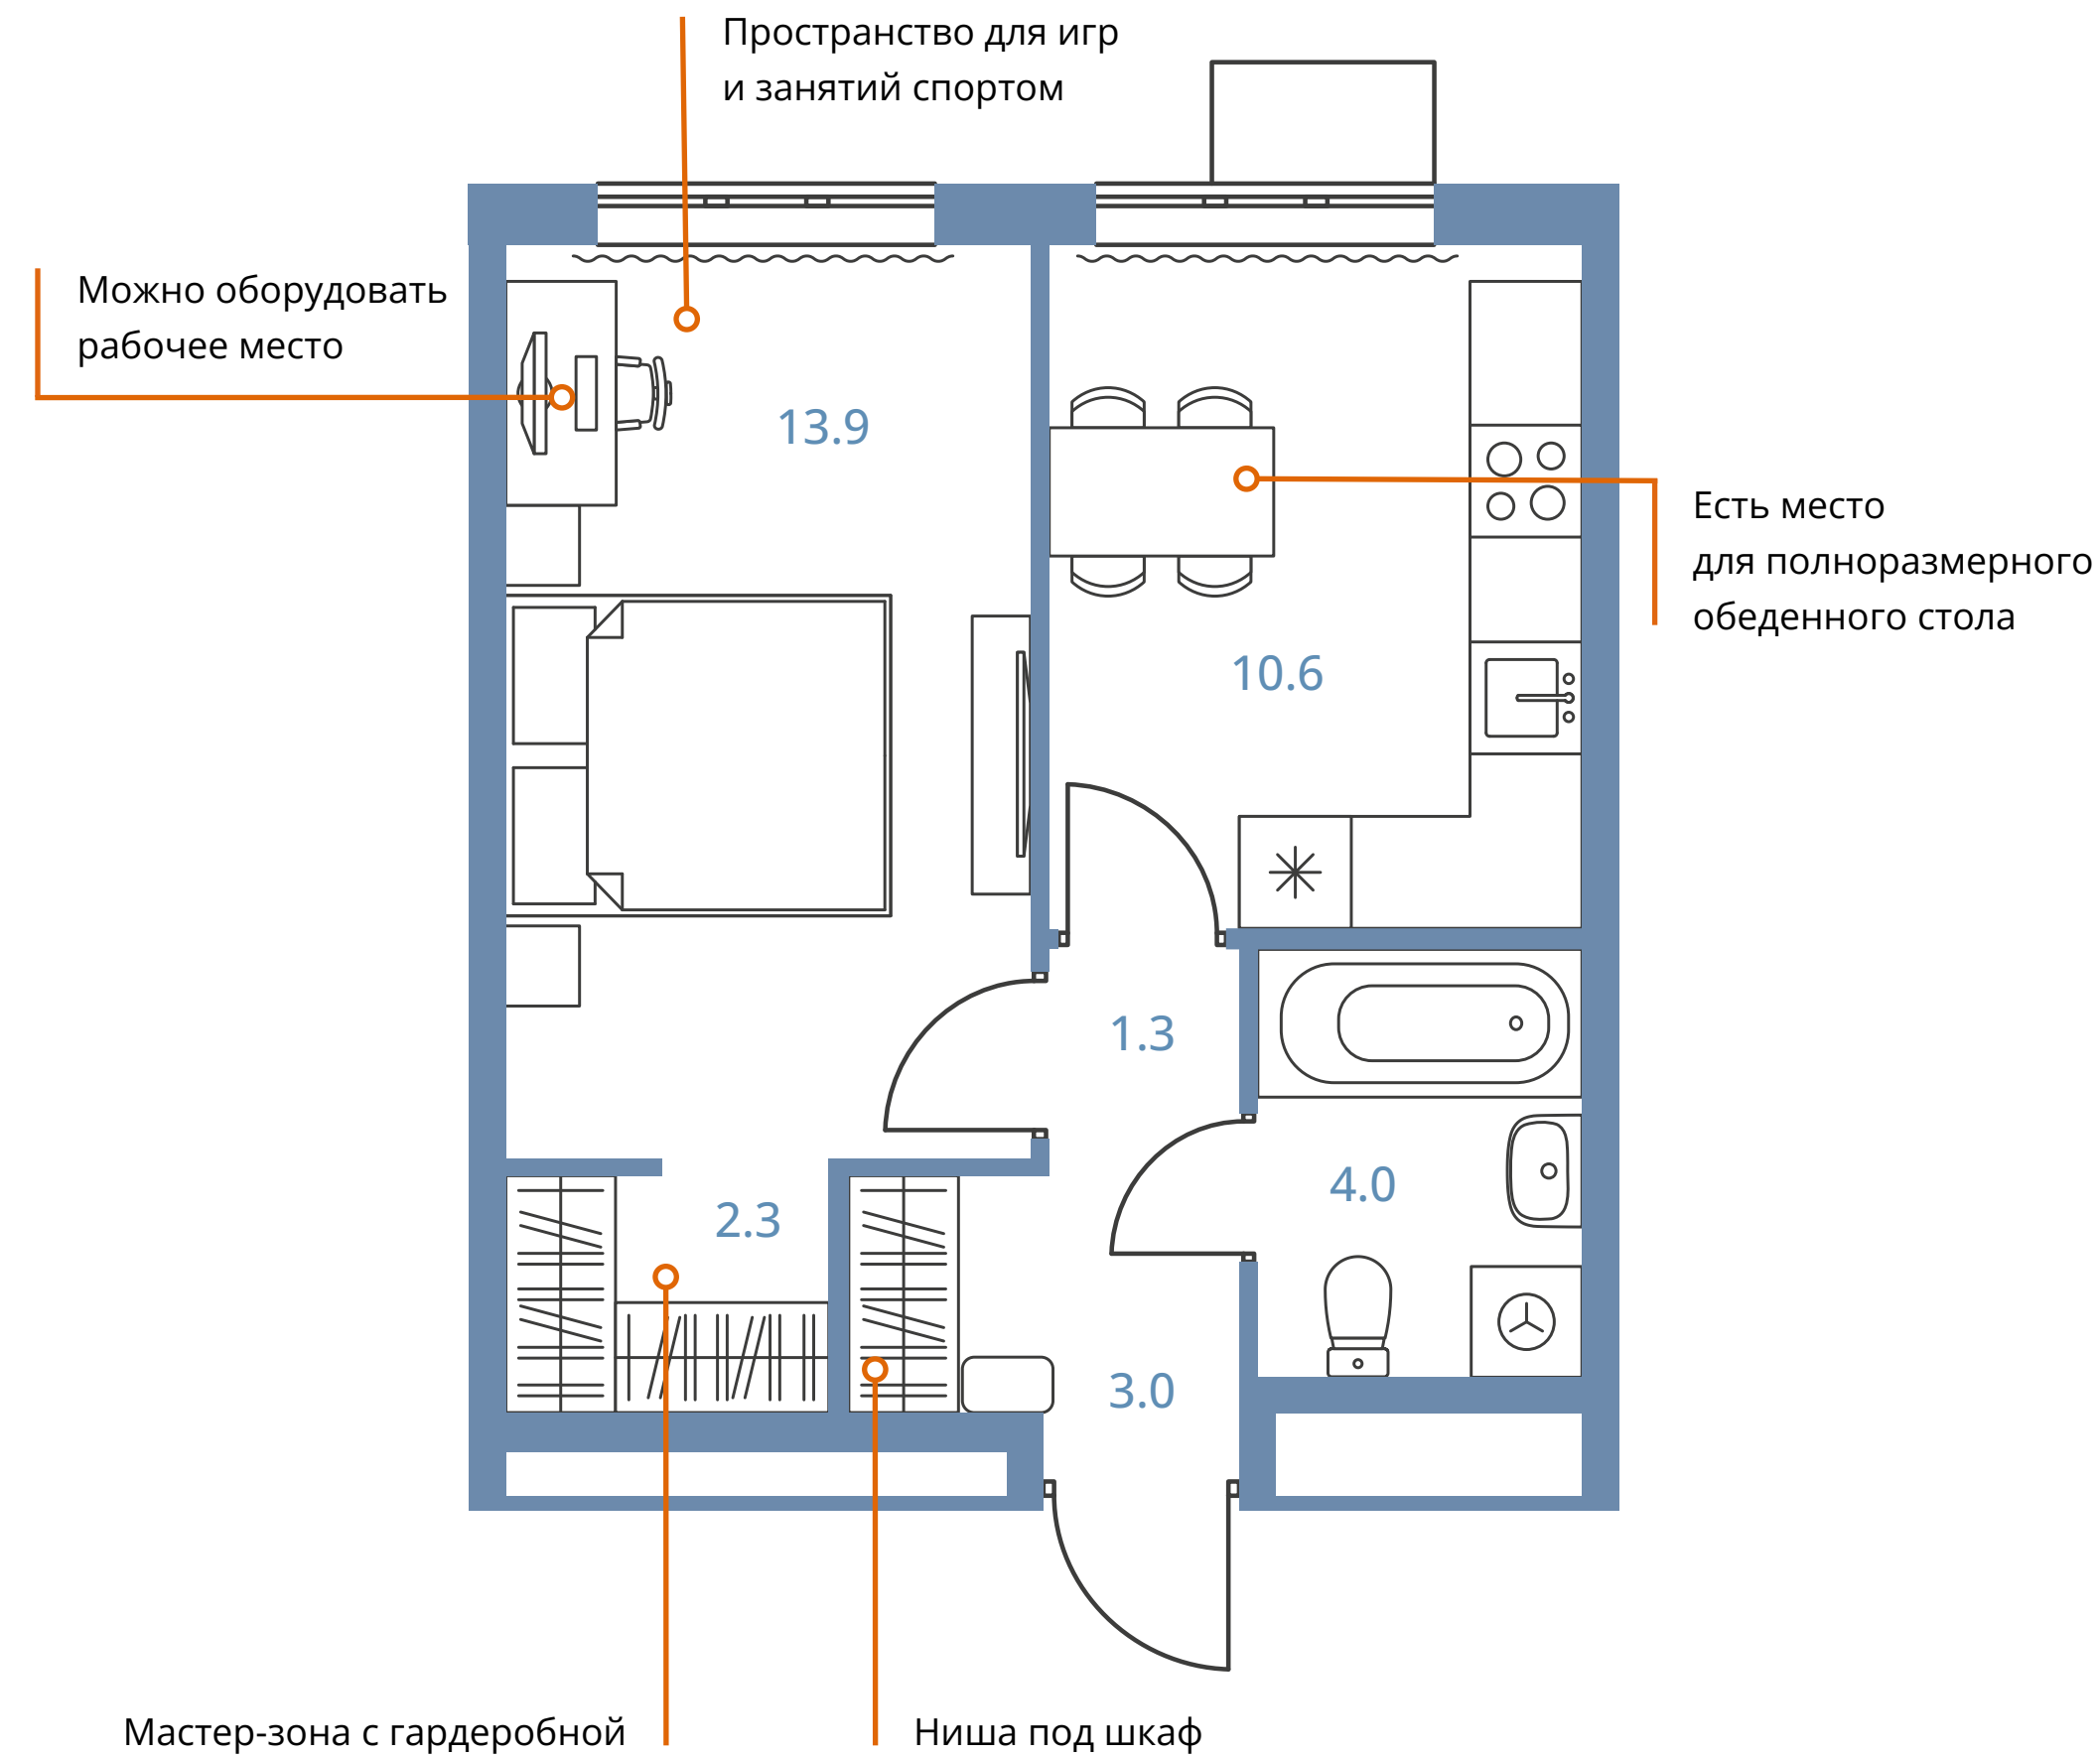 Пространство для игр
и занятий спортом
Можно оборудовать
рабочее место
13.9
Есть место
для полноразмерного
обеденного стола
10.6
1.3
4.0
2.3
3.0
Мастер-зона с гардеробной
Ниша под шкаф